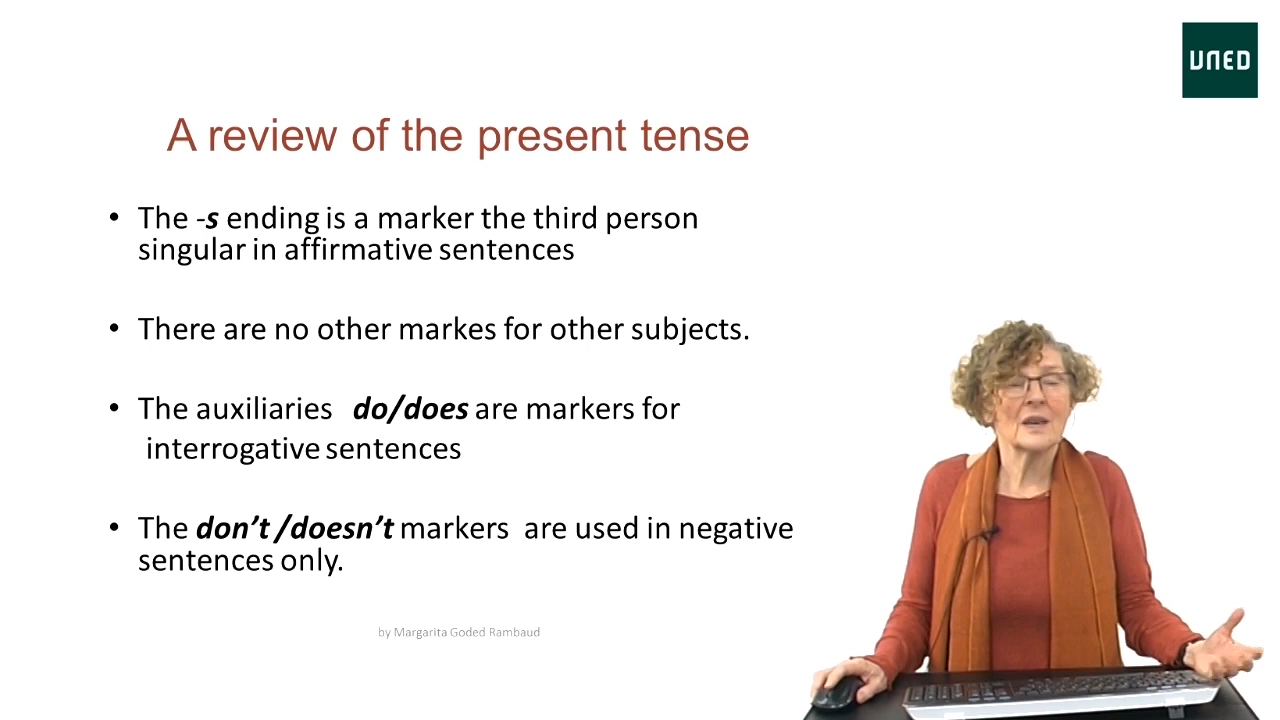 UNED
A review of the present tense
• The -s ending is a marker the third person
singular in affirmative sentences
• There are no other markes for other subjects.
• The auxiliaries do/does are markers for
interrogative sentences
• The don’t /doesn’t markers are used in negative
sentences only.
by Margarita Goded Rambaud